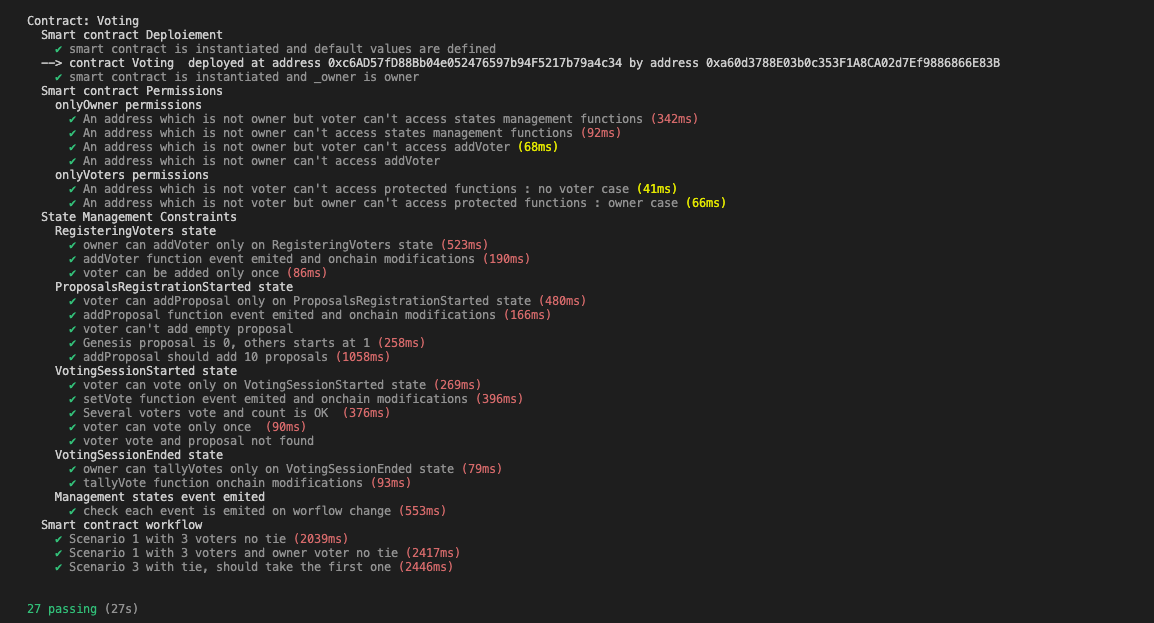 Contract: Voting
Smart contract Deploiement
✔ smart contract is instantiated and default values are defined
——> contract Voting  deployed at address 0xc6AD57fD88Bb04e052476597b94F5217b79a4c34 by address 0xa60d3788E03b0c353F1A8CA02d7Ef9886866E83B
✔ smart contract is instantiated and _owner is owner
Smart contract Permissions
onlyOwner permissions
✔ An address which is not owner but voter can't access states management functions (342ms)
✔ An address which is not owner can't access states management functions (92ms)
✔ An address which is not owner but voter can't access addVoter (68ms)
✔ An address which is not owner can't access addVoter
onlyVoters permissions
✔ An address which is not voter can't access protected functions : no voter case (41ms)
✔ An address which is not voter but owner can't access protected functions : owner case (66ms)
State Management Constraints
RegisteringVoters state
✔ owner can addVoter only on RegisteringVoters state (523ms)
✔ addVoter function event emited and onchain modifications (190ms)
✔ voter can be added only once (86ms)
ProposalsRegistrationStarted state
✔ voter can addProposal only on ProposalsRegistrationStarted state (480ms)
✔ addProposal function event emited and onchain modifications (166ms)
✔ voter can't add empty proposal
✔ Genesis proposal is 0, others starts at 1 (258ms)
✔ addProposal should add 10 proposals (1058ms)
VotingSessionStarted state
✔ voter can vote only on VotingSessionStarted state (269ms)
✔ setVote function event emited and onchain modifications (396ms)
✔ Several voters vote and count is OK  (376ms)
✔ voter can vote only once  (90ms)
✔ voter vote and proposal not found
VotingSessionEnded state
✔ owner can tallyVotes only on VotingSessionEnded state (79ms)
✔ tallyVote function onchain modifications (93ms)
Management states event emited
✔ check each event is emited on worflow change (553ms)
Smart contract workflow
✔ Scenario 1 with 3 voters no tie (2039ms)
✔ Scenario 1 with 3 voters and owner voter no tie (2417ms)
✔ Scenario 3 with tie, should take the first one (2446ms)
27 passing (27s)